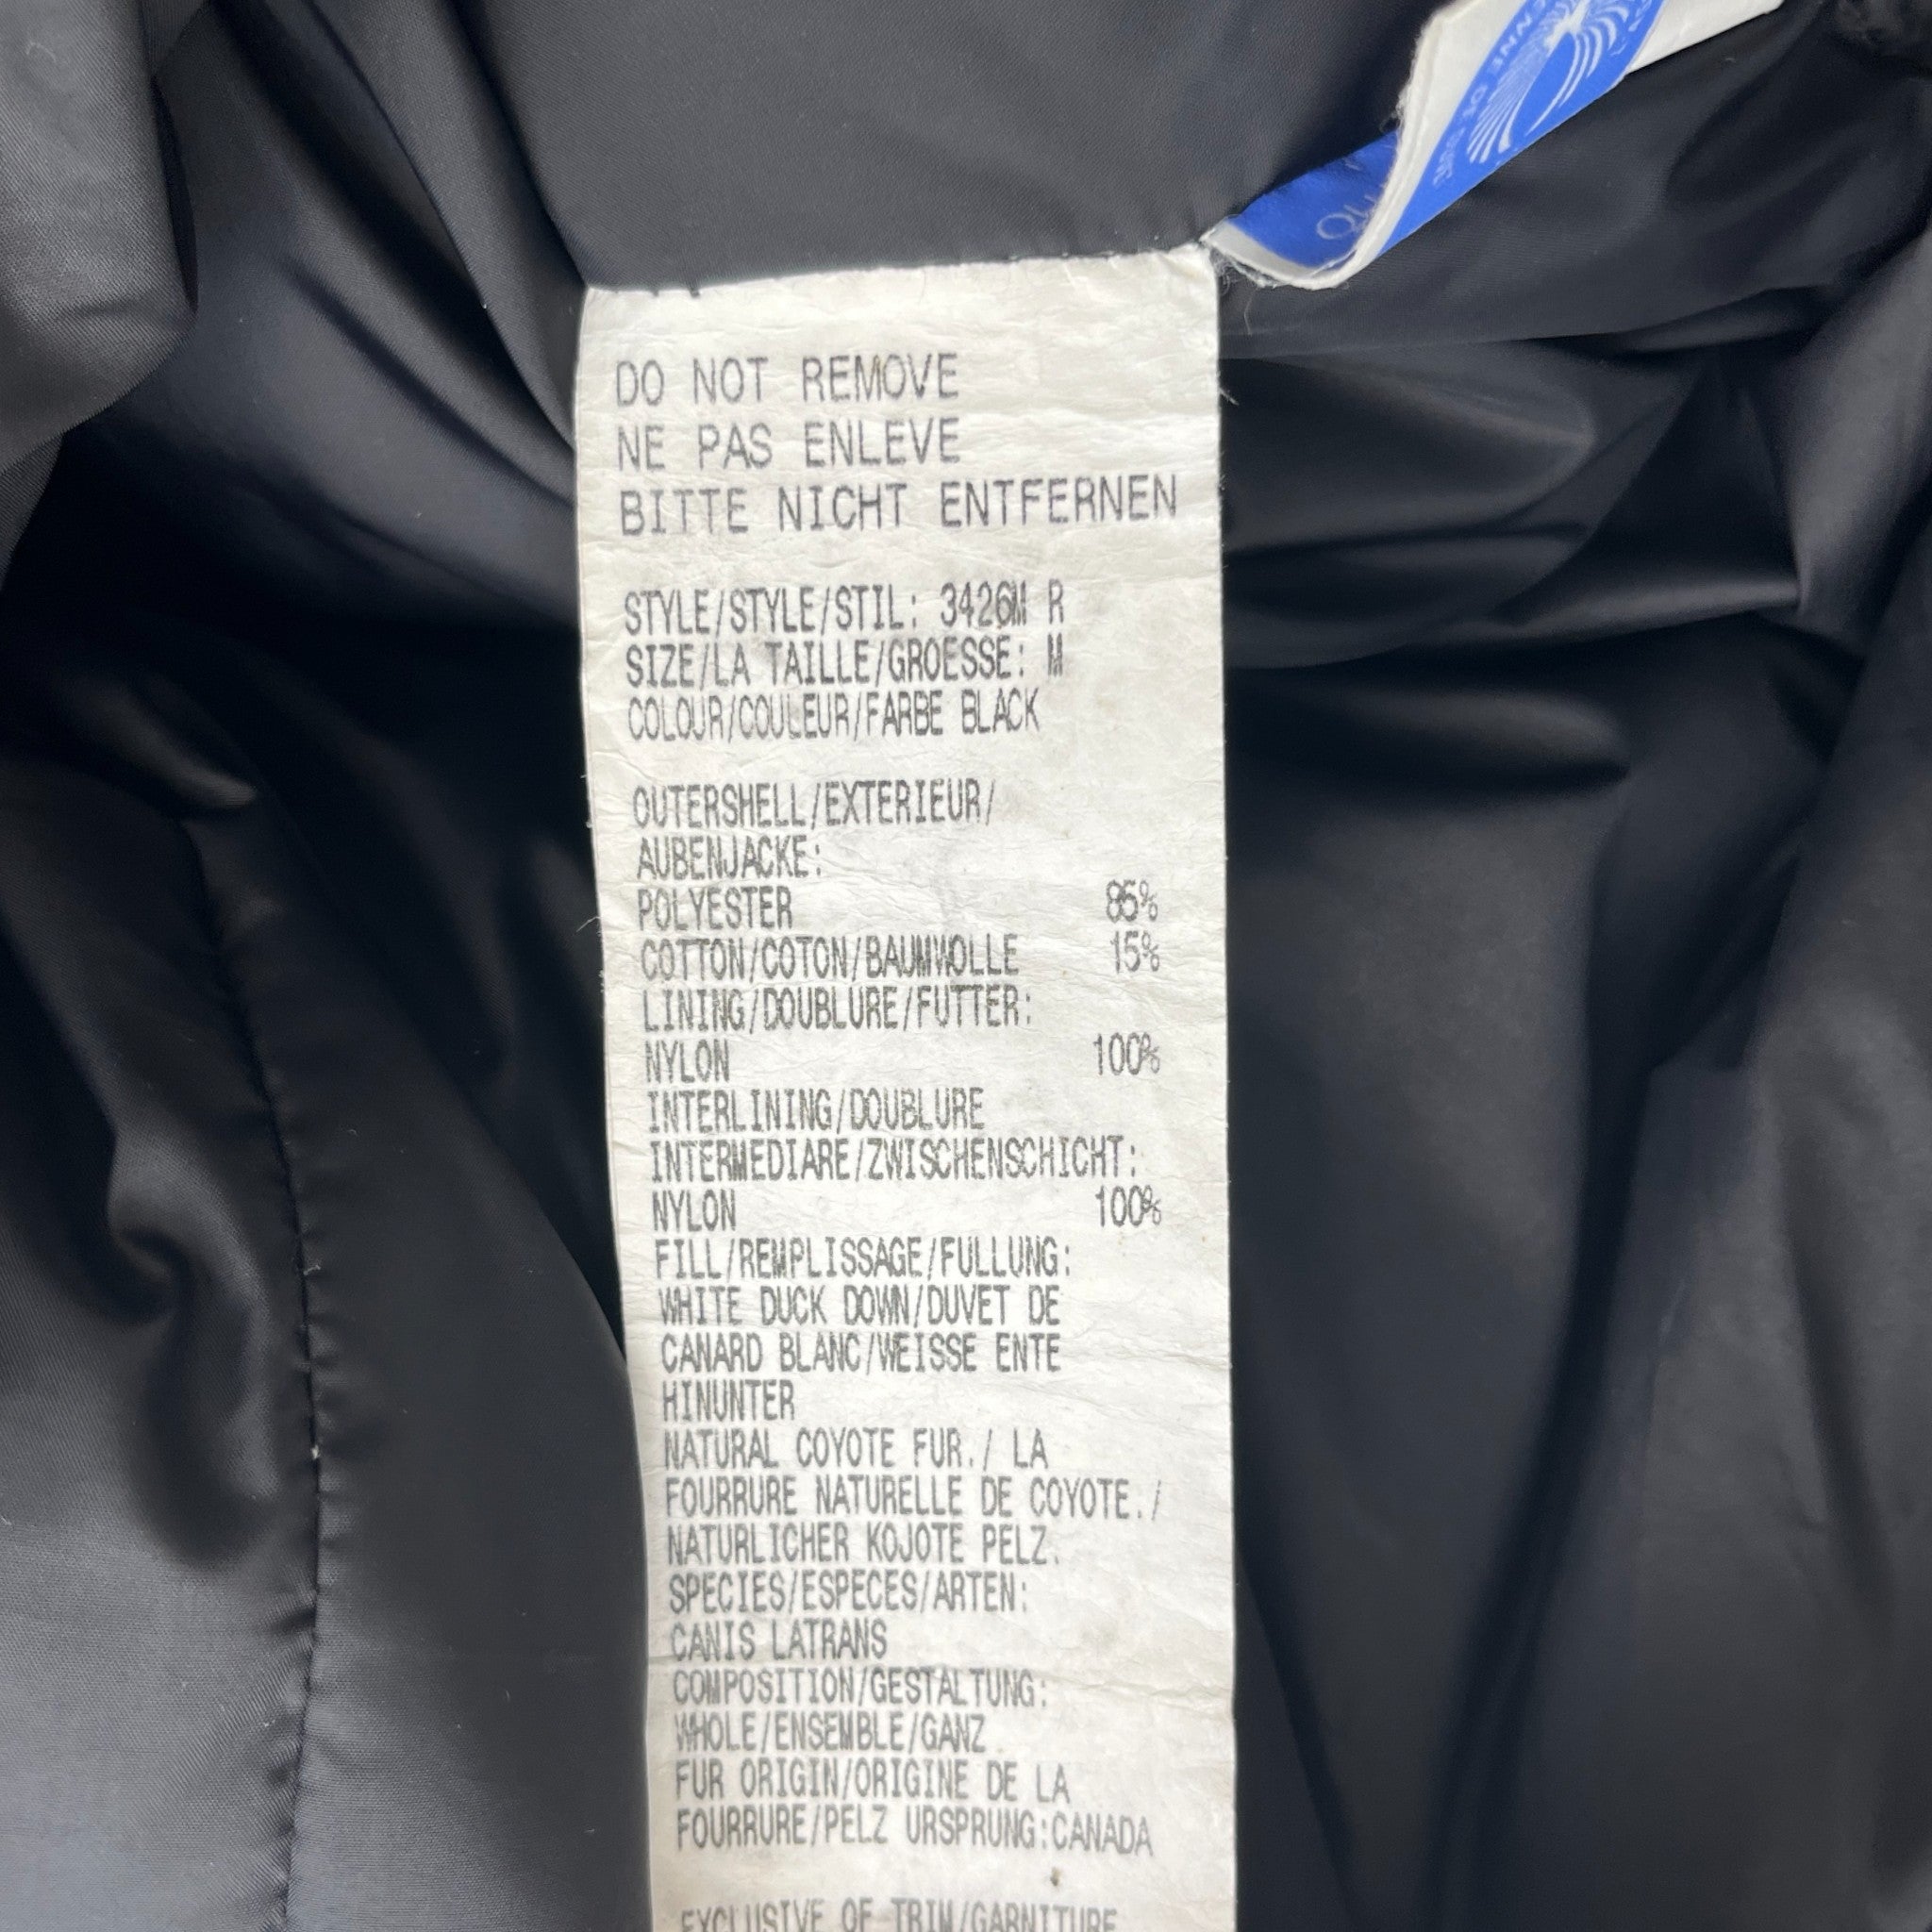 DO NOT REMOVE
NE PAS ENLEVE
BITTE NICHT ENTFERNEN
STYLE/STYLE/STIL: 3426M R
SIZE/LA TAILLE/GROESSE: M
COLOUR/COULEUR/FARBE BLACK
OUTERSHELL/EXTERIEUR/
AUBENJACKE:
POLYESTER 85%
COTTON/COTON/BAUMWOLLE 15%
LINING/DOUBLURE/FUTTER:
NYLON 100%
INTERLINING/DOUBLURE
INTERMEDIARE/ZWISCHENSCHICHT:
NYLON 100%
FILL/REMPLISSAGE/FULLUNG:
WHITE DUCK DOWN/DUVET DE
CANARD BLANC/WEISSE ENTE
HINUNTER
NATURAL COYOTE FUR./ LA
FOURRURE NATURELLE DE COYOTE./
NATURLICHER KOJOTE PELZ.
SPECIES/ESPECES/ARTEN:
CANIS LATRANS
COMPOSITION/GESTALTUNG:
WHOLE/ENSEMBLE/GANZ
FUR ORIGIN/ORIGINE DE LA
FOURRURE/PELZ URSPRUNG:CANADA
EXCLUSIVE OF TRIM/GARNITURE